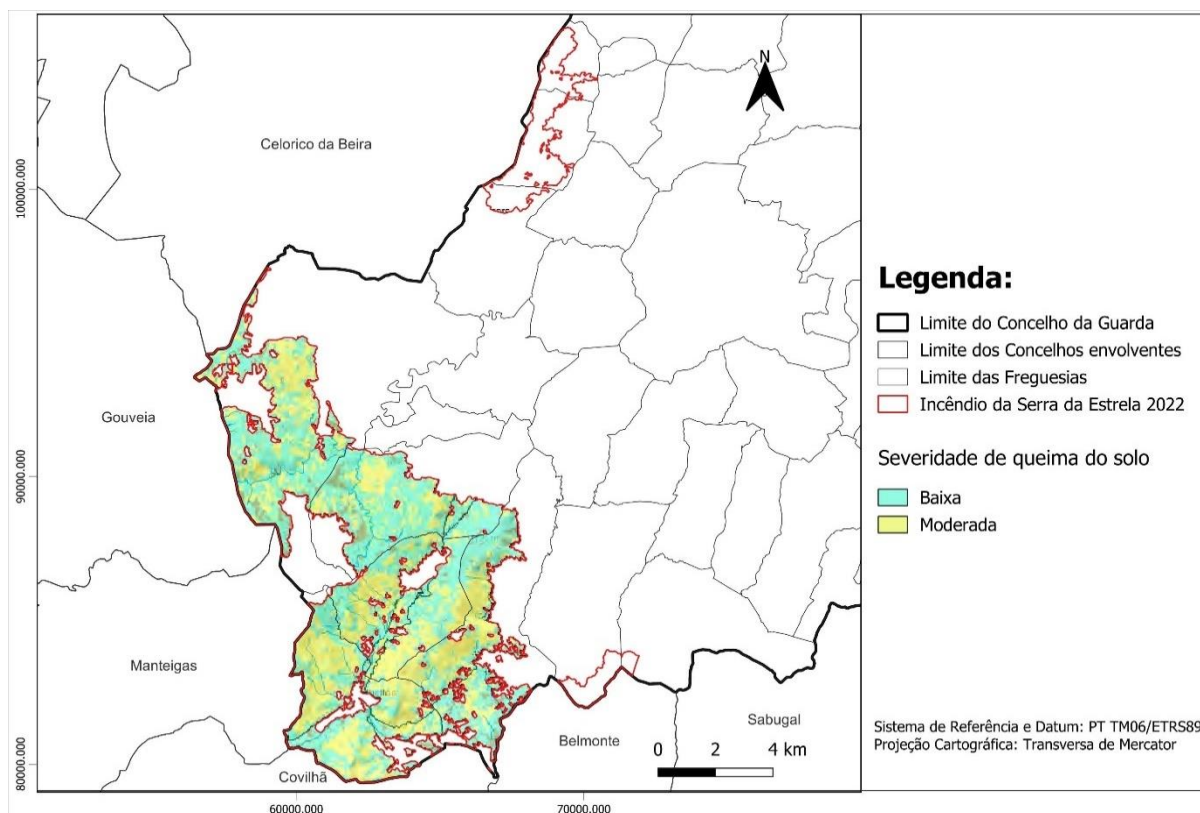 N
Celorico da Beira
Gouveia
Manteigas
Covilhã
Belmonte
Sabugal
0 2 4 km
100000.000
90000.000
80000.000
60000.000
70000.000
Legenda:
Limite do Concelho da Guarda
Limite dos Concelhos envolventes
Limite das Freguesias
Incêndio da Serra da Estrela 2022
Severidade de queima do solo
Baixa
Moderada
Sistema de Referência e Datum: PT TM06/ETRS89
Projeção Cartográfica: Transversa de Mercator